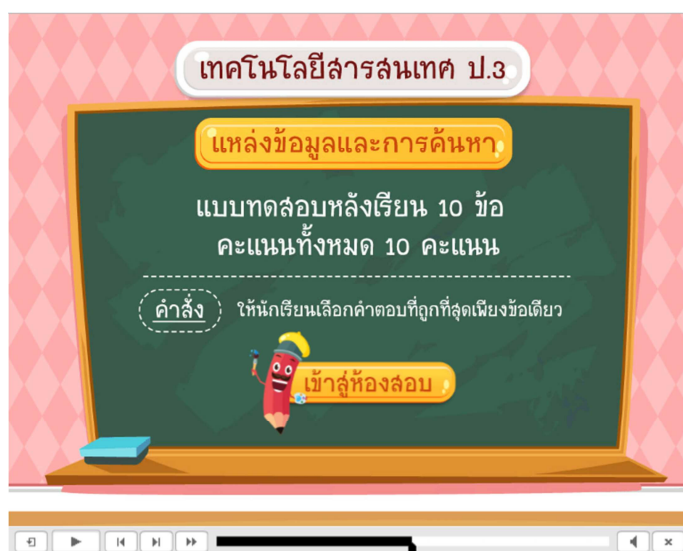 เทคโนโลยีสารสนเทศ ป.3
แหล่งข้อมูลและการค้นหา
แบบทดสอบหลังเรียน 10 ข้อ
คะแนนทั้งหมด 10 คะแนน
คำสั่ง ให้นักเรียนเลือกคำตอบที่ถูกที่สุดเพียงข้อเดียว
เข้าสู่ห้องสอบ